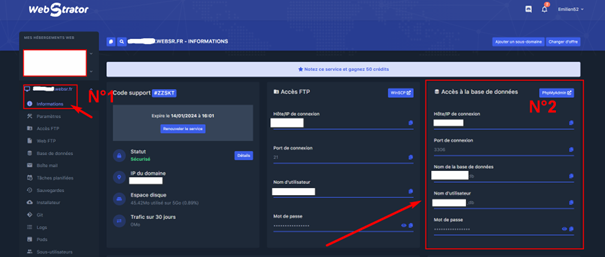 WebStrator
Emilien62
MES HÉBERGEMENTS WEB
.WEBSR.FR - INFORMATIONS
Ajouter un sous domaine
Changer d'offre
Notez ce service et gagnez 50 crédits
.websr.fr
N°1
Informations
Paramètres
Accès FTP
Web FTP
Base de données
Boîte mail
Tâches planifiées
Sauvegardes
Installateur
Git
Logs
Poids
Sous-utilisateurs
Code support #ZZSKT
Expire le 14/01/2024 à 16:01
Renouveler le service
Statut
Sécurisé
Détails
IP du domaine
Espace disque
Trafic sur 30 jours
0Mo
Accès FTP
WinSCP
Hôte/IP de connexion
Port de connexion
21
Nom d'utilisateur
Mot de passe
Accès à la base de données
PhpMyAdmin
N°2
Hôte/IP de connexion
Port de connexion
3306
Nom de la base de données
Nom d'utilisateur
Mot de passe